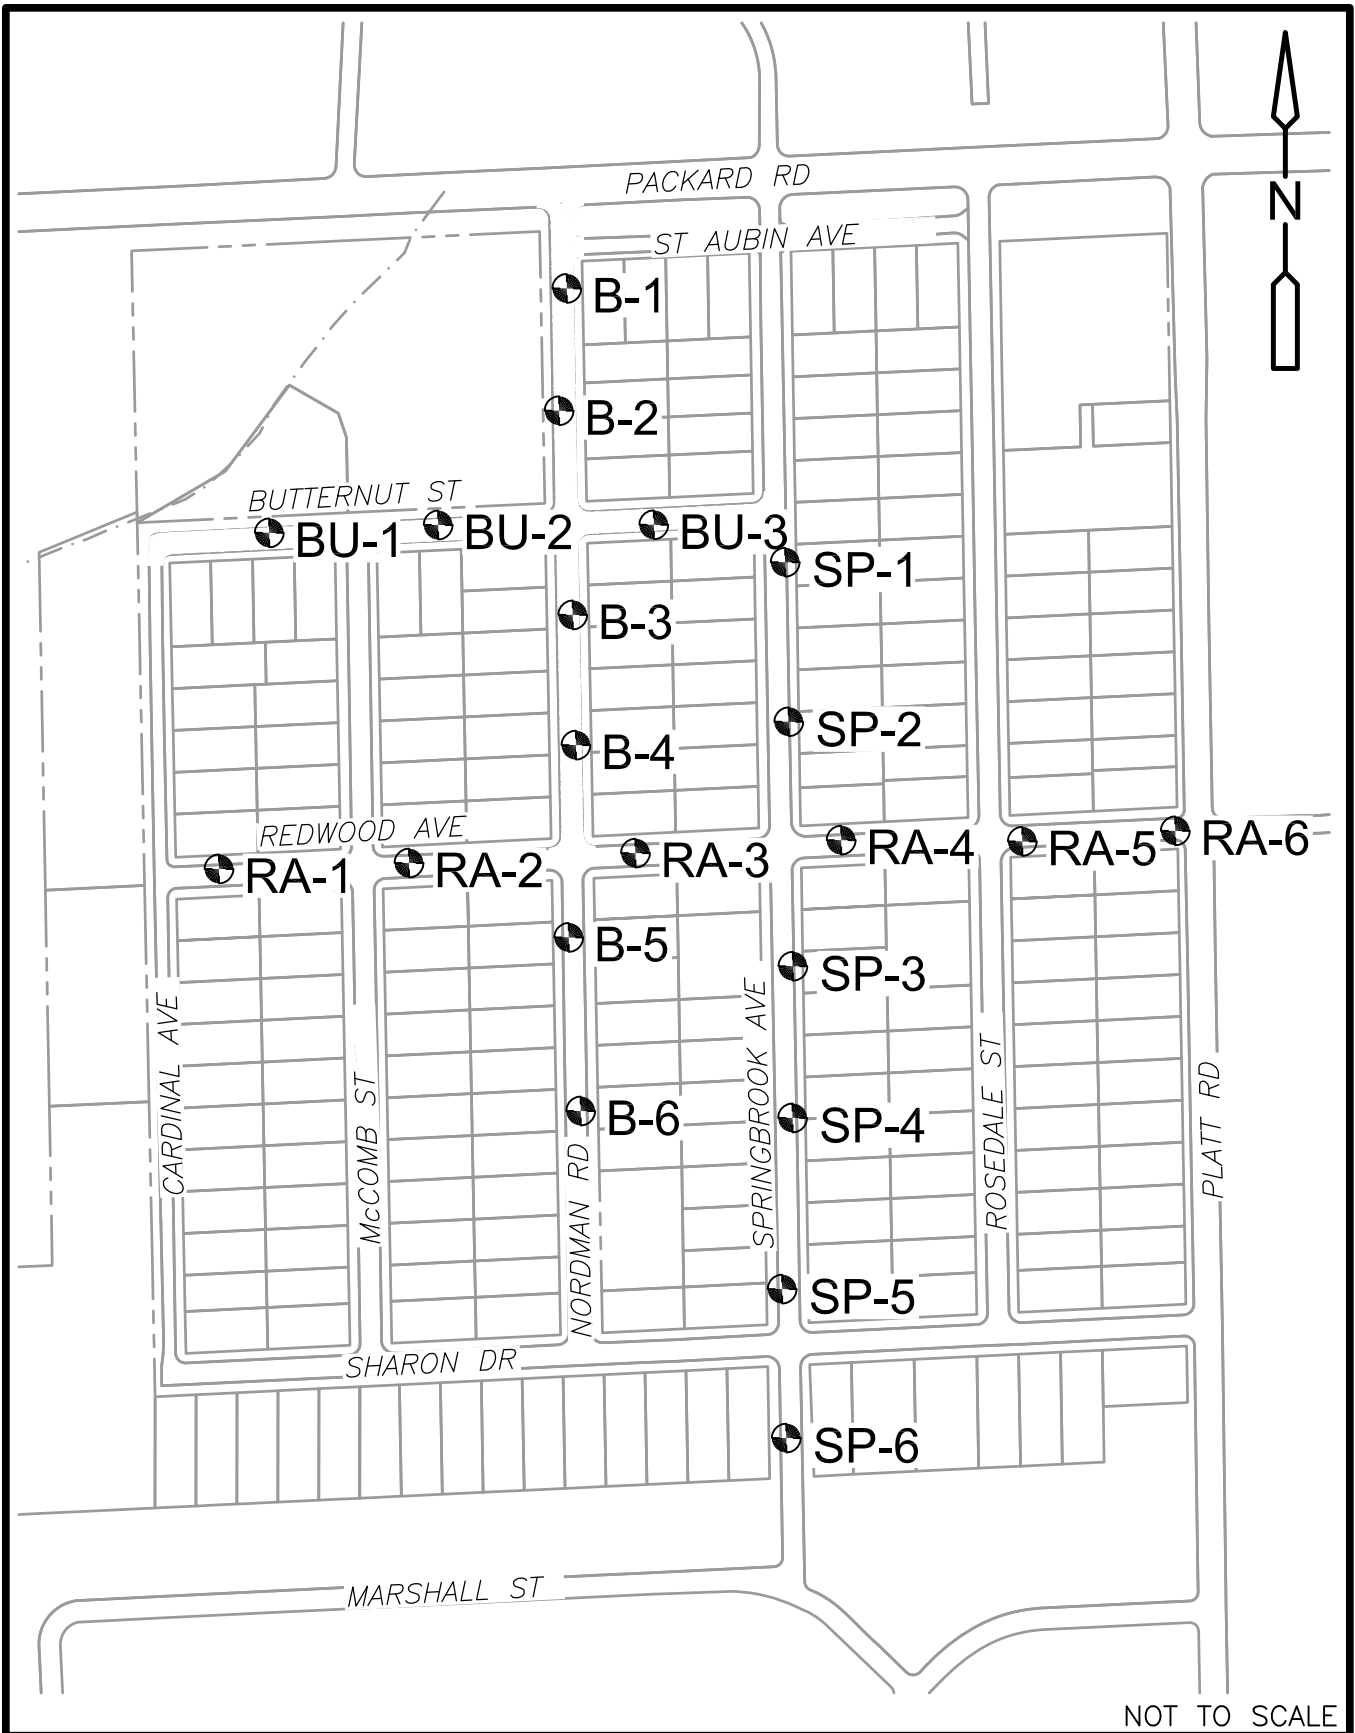 PACKARD RD
N
ST AUBIN AVE
B-1
B-2
BUTTERNUT ST
BU-1
BU-2
BU-3
SP-1
B-3
SP-2
B-4
REDWOOD AVE
RA-1
RA-2
RA-3
RA-4
RA-5
RA-6
B-5
SP-3
CARDINAL AVE
McCOMB ST
B-6
NORDMAN RD
SPRINGBROOK AVE
SP-4
ROSEDALE ST
PLATT RD
SP-5
SHARON DR
SP-6
MARSHALL ST
NOT TO SCALE